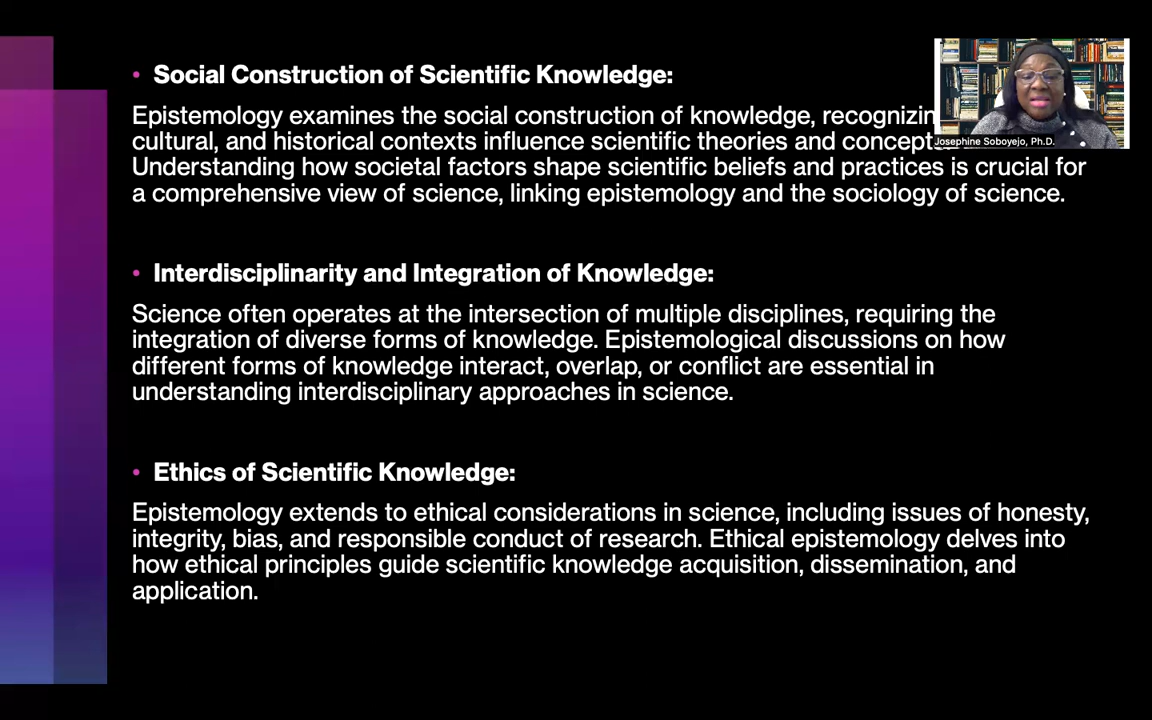 • Social Construction of Scientific Knowledge:
Epistemology examines the social construction of knowledge, recognizin
cultural, and historical contexts influence scientific theories and concept
Understanding how societal factors shape scientific beliefs and practices is crucial for
a comprehensive view of science, linking epistemology and the sociology of science.
• Interdisciplinarity and Integration of Knowledge:
Science often operates at the intersection of multiple disciplines, requiring the
integration of diverse forms of knowledge. Epistemological discussions on how
different forms of knowledge interact, overlap, or conflict are essential in
understanding interdisciplinary approaches in science.
• Ethics of Scientific Knowledge:
Epistemology extends to ethical considerations in science, including issues of honesty,
integrity, bias, and responsible conduct of research. Ethical epistemology delves into
how ethical principles guide scientific knowledge acquisition, dissemination, and
application.
Josephine Soboyejo, Ph.D.